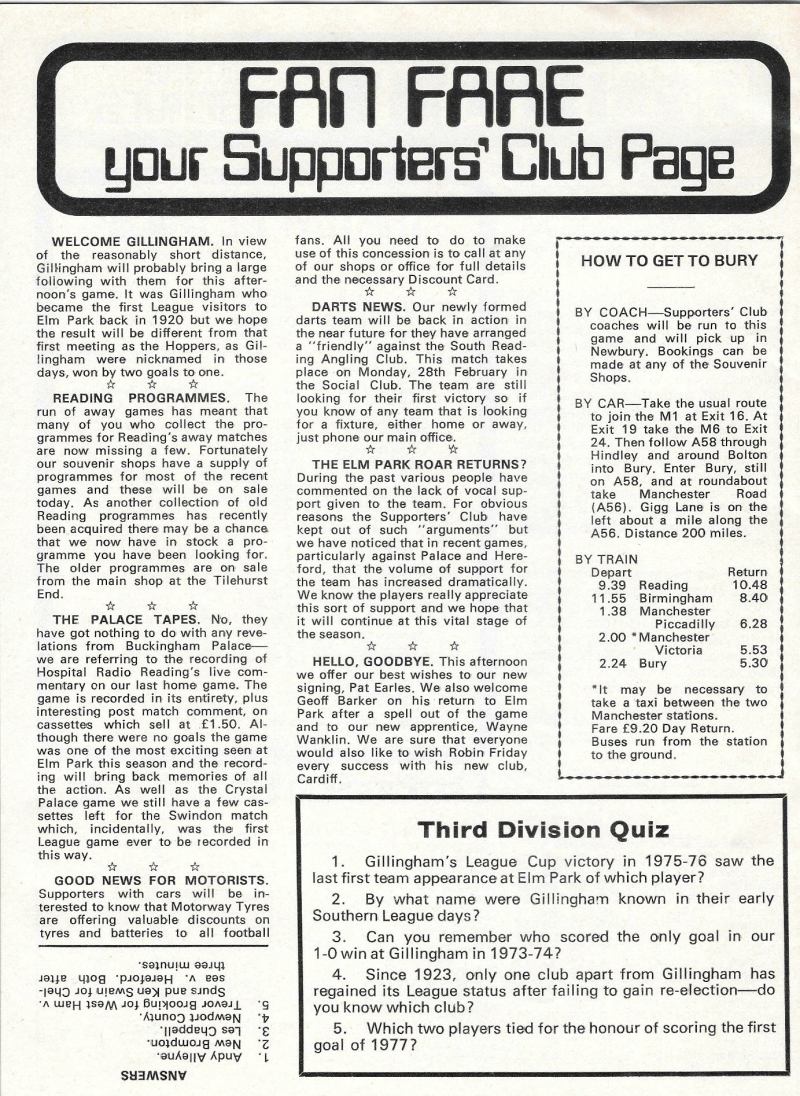 FAN FARE
your Supporters' Club Page
WELCOME GILLINGHAM. In view
of the reasonably short distance,
Gillingham will probably bring a large
following with them for this after-
noon's game. It was Gillingham who
became the first League visitors to
Elm Park back in 1920 but we hope
the result will be different from that
first meeting as the Hoppers, as Gil-
lingham were nicknamed in those
days, won by two goals to one.
☆ ☆ ☆
READING PROGRAMMES. The
run of away games has meant that
many of you who collect the pro-
grammes for Reading's away matches
are now missing a few. Fortunately
our souvenir shops have a supply of
programmes for most of the recent
games and these will be on sale
today. As another collection of old
Reading programmes has recently
been acquired there may be a chance
that we now have in stock a pro-
gramme you have been looking for.
The older programmes are on sale
from the main shop at the Tilehurst
End.
☆ ☆ ☆
THE PALACE TAPES. No, they
have got nothing to do with any reve-
lations from Buckingham Palace—
we are referring to the recording of
Hospital Radio Reading's live com-
mentary on our last home game. The
game is recorded in its entirety, plus
interesting post match comment, on
cassettes which sell at £1.50. Al-
though there were no goals the game
was one of the most exciting seen at
Elm Park this season and the record-
ing will bring back memories of all
the action. As well as the Crystal
Palace game we still have a few cas-
settes left for the Swindon match
which, incidentally, was the first
League game ever to be recorded in
this way.
☆ ☆ ☆
GOOD NEWS FOR MOTORISTS.
Supporters with cars will be in-
terested to know that Motorway Tyres
are offering valuable discounts on
tyres and batteries to all football
fans. All you need to do to make
use of this concession is to call at any
of our shops or office for full details
and the necessary Discount Card.
☆ ☆ ☆
DARTS NEWS. Our newly formed
darts team will be back in action in
the near future for they have arranged
a "friendly" against the South Read-
ing Angling Club. This match takes
place on Monday, 28th February in
the Social Club. The team are still
looking for their first victory so if
you know of any team that is looking
for a fixture, either home or away,
just phone our main office.
☆ ☆ ☆
THE ELM PARK ROAR RETURNS?
During the past various people have
commented on the lack of vocal sup-
port given to the team. For obvious
reasons the Supporters' Club have
kept out of such "arguments" but
we have noticed that in recent games,
particularly against Palace and Here-
ford, that the volume of support for
the team has increased dramatically.
We know the players really appreciate
this sort of support and we hope that
it will continue at this vital stage of
the season.
☆ ☆ ☆
HELLO, GOODBYE. This afternoon
we offer our best wishes to our new
signing, Pat Earles. We also welcome
Geoff Barker on his return to Elm
Park after a spell out of the game
and to our new apprentice, Wayne
Wanklin. We are sure that everyone
would also like to wish Robin Friday
every success with his new club,
Cardiff.
HOW TO GET TO BURY
BY COACH—Supporters' Club
coaches will be run to this
game and will pick up in
Newbury. Bookings can be
made at any of the Souvenir
Shops.
BY CAR—Take the usual route
to join the M1 at Exit 16. At
Exit 19 take the M6 to Exit
24. Then follow A58 through
Hindley and around Bolton
into Bury. Enter Bury, still
on A58, and at roundabout
take Manchester Road
(A56). Gigg Lane is on the
left about a mile along the
A56. Distance 200 miles.
BY TRAIN
Depart Return
9.39 Reading 10.48
11.55 Birmingham 8.40
1.38 Manchester
Piccadilly 6.28
2.00 *Manchester
Victoria 5.53
2.24 Bury 5.30
*It may be necessary to
take a taxi between the two
Manchester stations.
Fare £9.20 Day Return.
Buses run from the station
to the ground.
Third Division Quiz
1. Gillingham's League Cup victory in 1975-76 saw the
last first team appearance at Elm Park of which player?
2. By what name were Gillingham known in their early
Southern League days?
3. Can you remember who scored the only goal in our
1-0 win at Gillingham in 1973-74?
4. Since 1923, only one club apart from Gillingham has
regained its League status after failing to gain re-election—do
you know which club?
5. Which two players tied for the honour of scoring the first
goal of 1977?
ANSWERS
1. Andy Alleyne.
2. New Brompton.
3. Les Chappell.
4. Newport County.
5. Trevor Brooking for West Ham v.
Spurs and Ken Swain for Chel-
sea v. Hereford. Both after
three minutes.